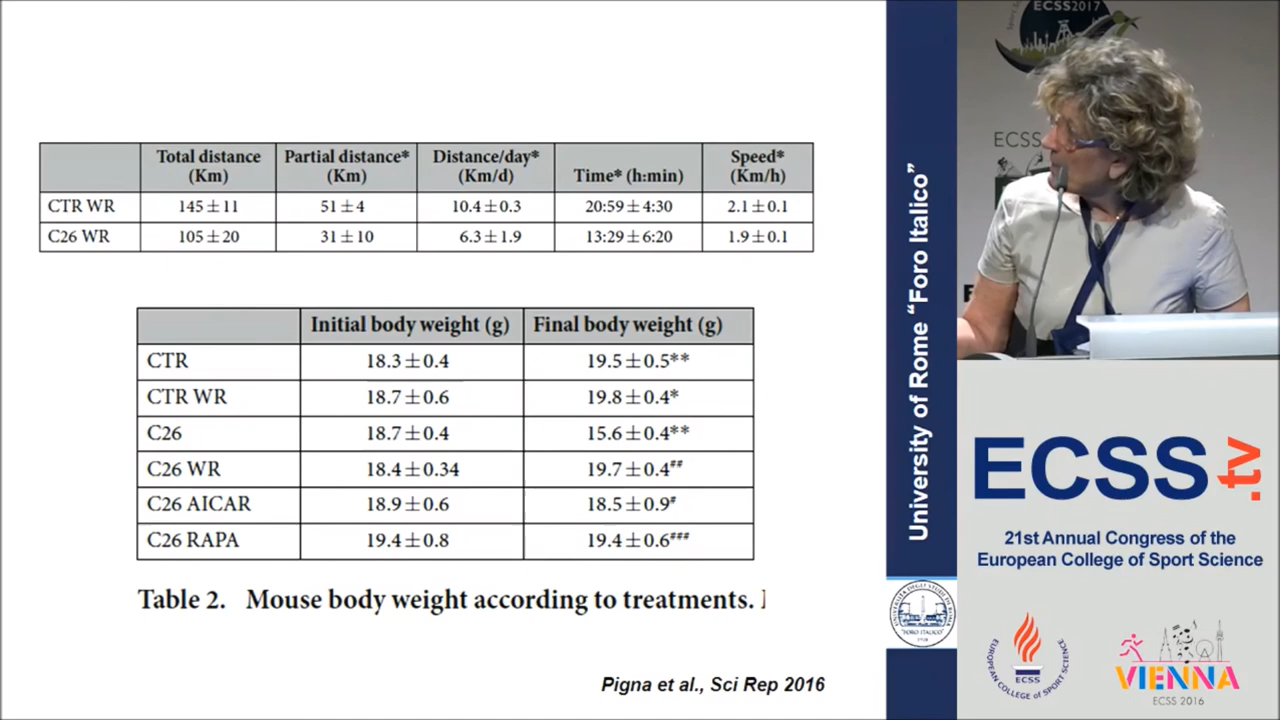 Total distance (Km) Partial distance* (Km) Distance/day* (Km/d) Time* (h:min) Speed* (Km/h)
CTR WR 145±11 51±4 10.4±0.3 20:59±4:30 2.1±0.1
C26 WR 105±20 31±10 6.3±1.9 13:29±6:20 1.9±0.1
Initial body weight (g) Final body weight (g)
CTR 18.3±0.4 19.5±0.5**
CTR WR 18.7±0.6 19.8±0.4*
C26 18.7±0.4 15.6±0.4**
C26 WR 18.4±0.34 19.7±0.4##
C26 AICAR 18.9±0.6 18.5±0.9#
C26 RAPA 19.4±0.8 19.4±0.6###
Table 2. Mouse body weight according to treatments.
Pigna et al., Sci Rep 2016
University of Rome “Foro Italico”
"FORO ITALICO"
ECSS2017
ECSS
ECSS.tv
21st Annual Congress of the
European College of Sport Science
EUROPEAN COLLEGE OF SPORT SCIENCE
ECSS
VIENNA
ECSS 2016